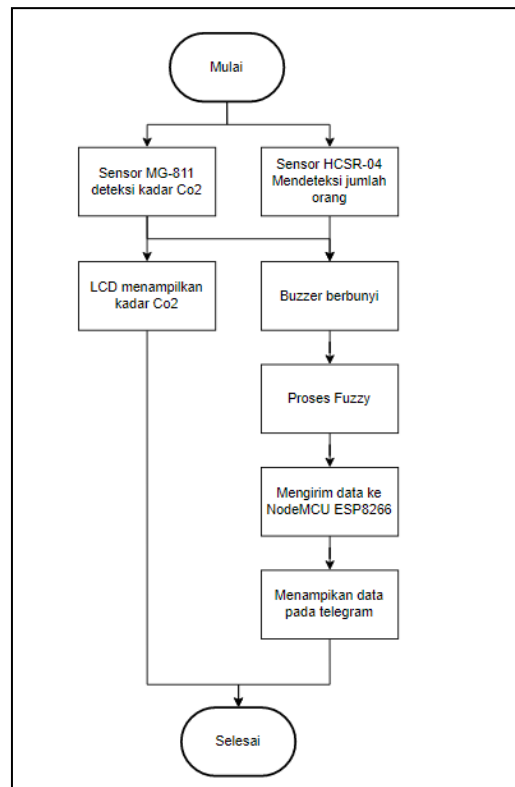 Mulai
Sensor MG-811
deteksi kadar Co2
Sensor HCSR-04
Mendeteksi jumlah
orang
LCD menampilkan
kadar Co2
Buzzer berbunyi
Proses Fuzzy
Mengirim data ke
NodeMCU ESP8266
Menampikan data
pada telegram
Selesai